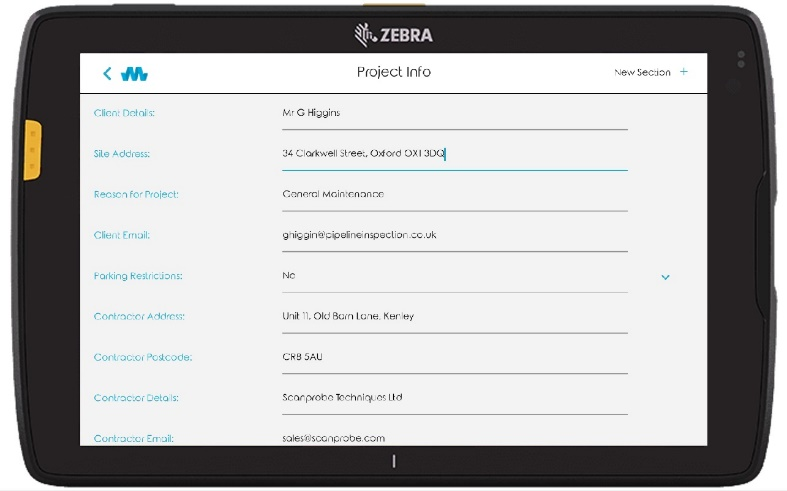 ZEBRA
Project Info
New Section +
Client Details: Mr G Higgins
Site Address: 34 Clarkwell Street, Oxford OX1 3DQ
Reason for Project: General Maintenance
Client Email: ghiggin@pipelineinspection.co.uk
Parking Restrictions: No
Contractor Address: Unit 11, Old Barn Lane, Kenley
Contractor Postcode: CR8 5AU
Contractor Details: Scanprobe Techniques Ltd
Contractor Email: sales@scanprobe.com